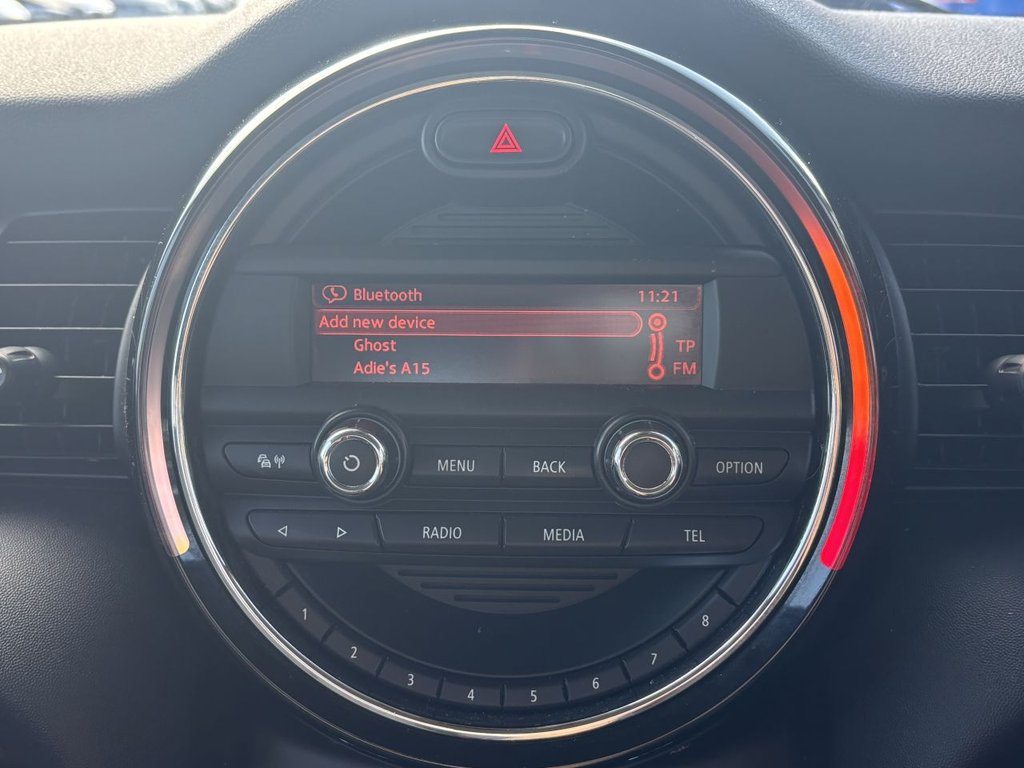 Bluetooth 11:21
Add new device
Ghost TP
Adie's A15 FM
MENU BACK OPTION
RADIO MEDIA TEL
1 2 3 4 5 6 7 8